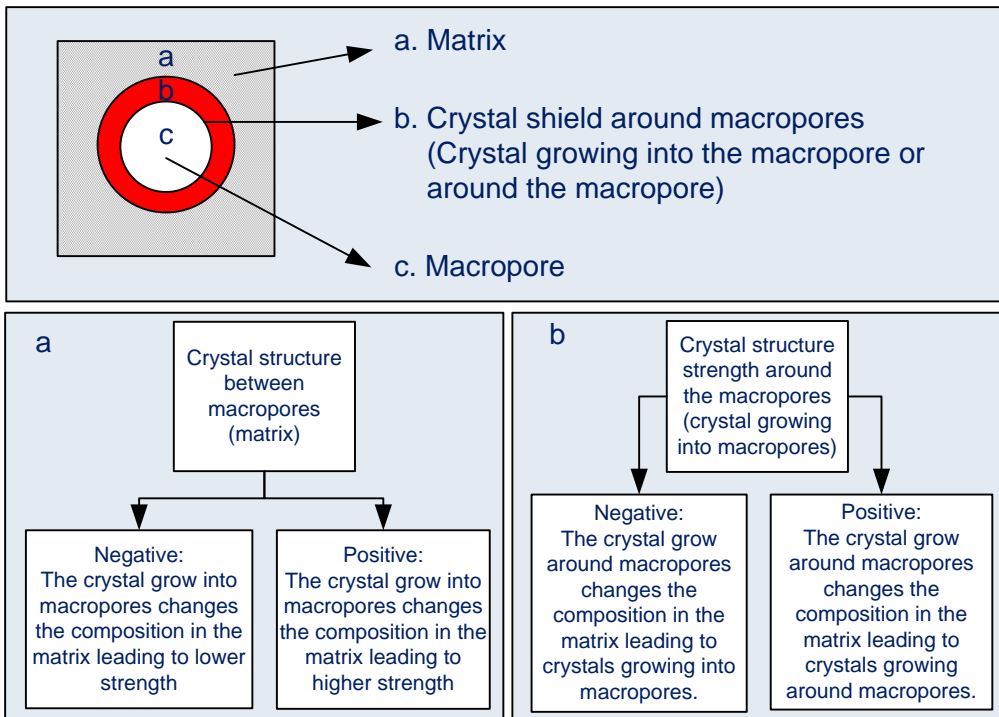 a
b
c
a. Matrix
b. Crystal shield around macropores
(Crystal growing into the macropore or
around the macropore)
c. Macropore
a
Crystal structure
between
macropores
(matrix)
Negative:
The crystal grow into
macropores changes
the composition in the
matrix leading to lower
strength
Positive:
The crystal grow into
macropores changes
the composition in the
matrix leading to
higher strength
b
Crystal structure
strength around
the macropores
(crystal growing
into macropores)
Negative:
The crystal grow
around macropores
changes the
composition in the
matrix leading to
crystals growing into
macropores.
Positive:
The crystal grow
around macropores
changes the
composition in the
matrix leading to
crystals growing
around macropores.